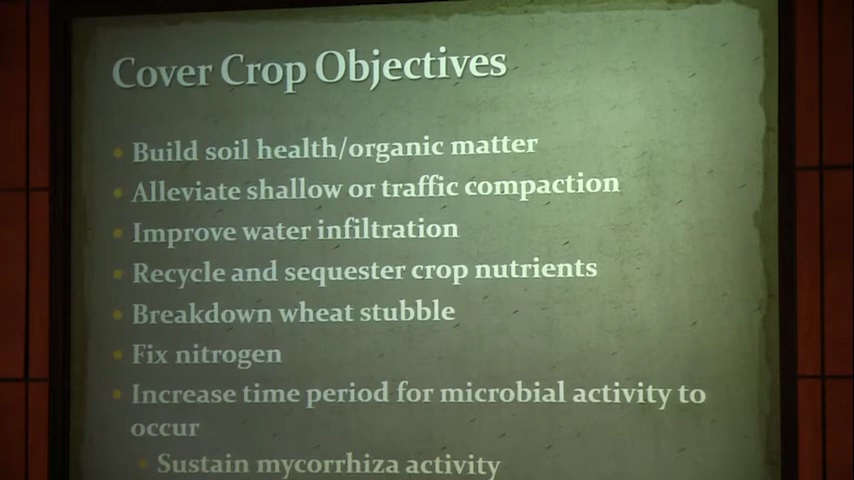 Cover Crop Objectives
• Build soil health/organic matter
• Alleviate shallow or traffic compaction
• Improve water infiltration
• Recycle and sequester crop nutrients
• Breakdown wheat stubble
• Fix nitrogen
• Increase time period for microbial activity to
occur
• Sustain mycorrhiza activity